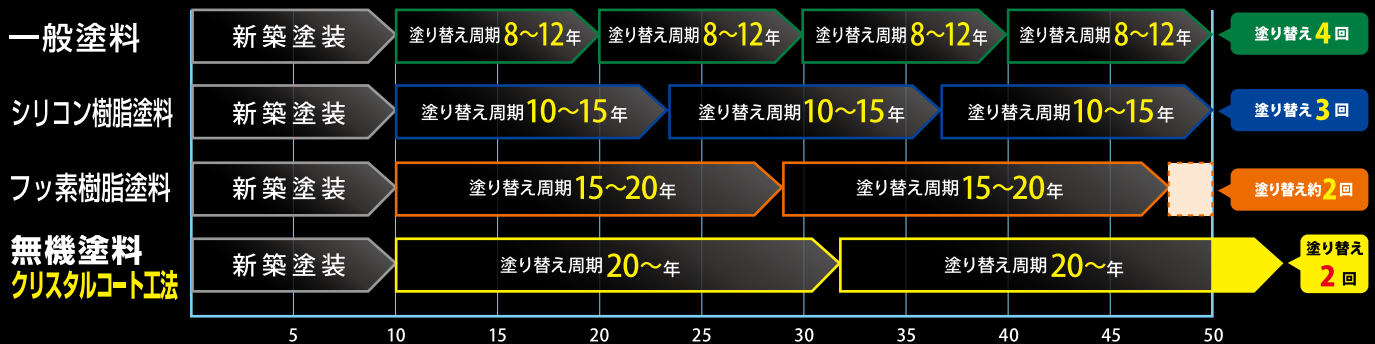 一般塗料 新築塗装 塗り替え周期8〜12年 塗り替え周期8〜12年 塗り替え周期8〜12年 塗り替え周期8〜12年 塗り替え4回
シリコン樹脂塗料 新築塗装 塗り替え周期10〜15年 塗り替え周期10〜15年 塗り替え周期10〜15年 塗り替え3回
フッ素樹脂塗料 新築塗装 塗り替え周期15〜20年 塗り替え周期15〜20年 塗り替え約2回
無機塗料
クリスタルコート工法 新築塗装 塗り替え周期20〜年 塗り替え周期20〜年 塗り替え
2回
5 10 15 20 25 30 35 40 45 50